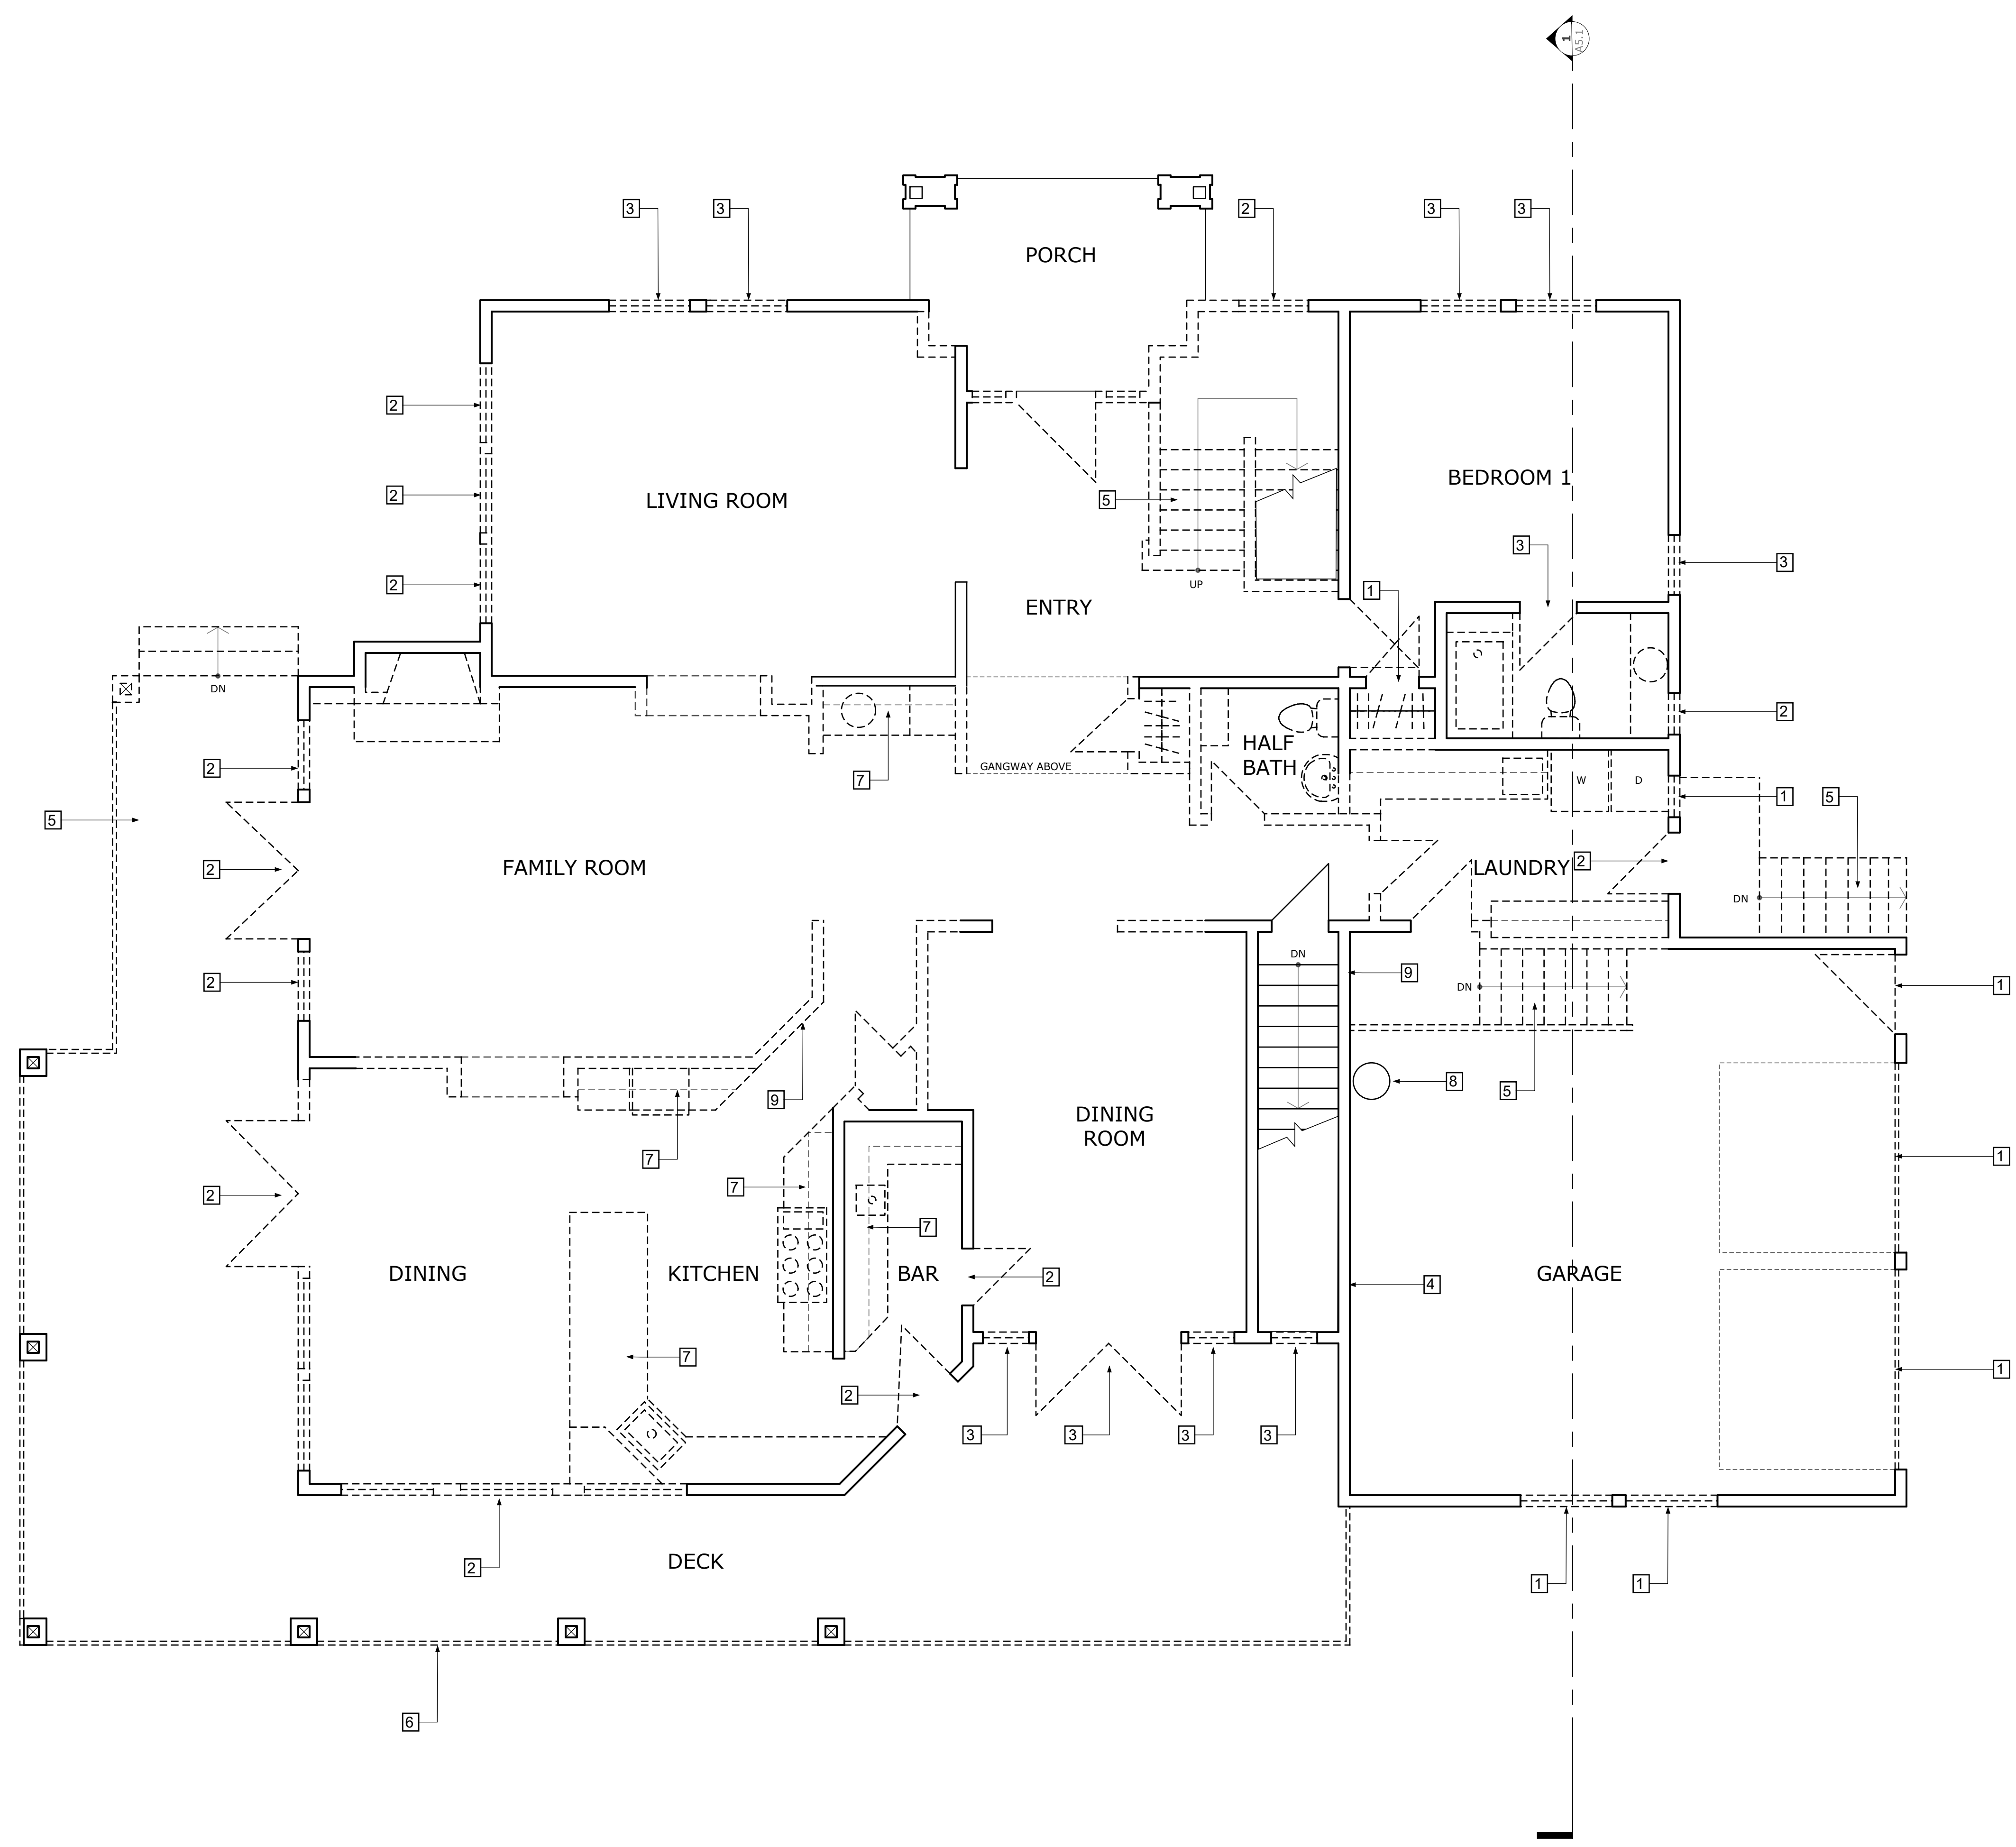 1
A5.1
3
3
2
3
3
PORCH
2
BEDROOM 1
2
LIVING ROOM
5
3
3
2
UP
1
ENTRY
DN
2
HALF
BATH
2
GANGWAY ABOVE
7
W
D
1
5
5
2
FAMILY ROOM
LAUNDRY
2
DN
DN
9
2
DN
1
8
5
9
DINING
ROOM
7
1
7
2
7
DINING
KITCHEN
BAR
2
4
GARAGE
7
1
2
3
3
3
3
DECK
2
1
1
6